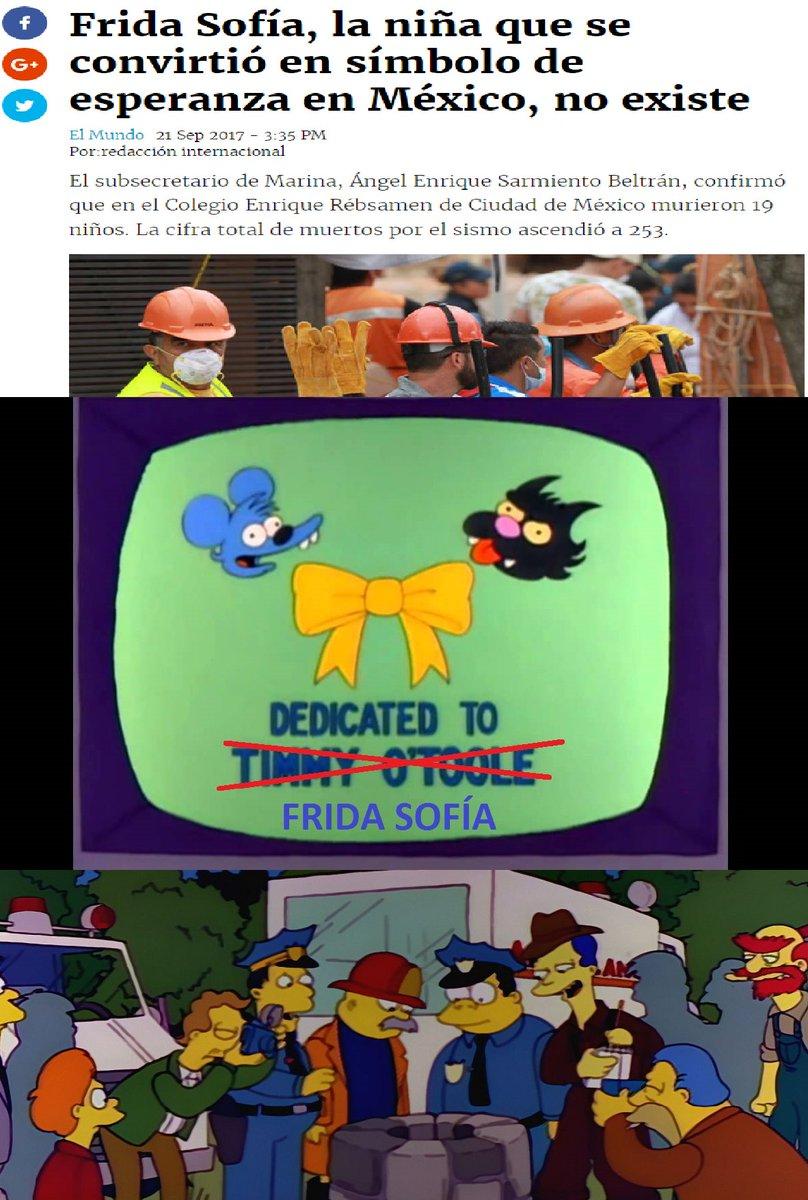 Frida Sofía, la niña que se
convirtió en símbolo de
esperanza en México, no existe
El Mundo 21 Sep 2017 - 3:35 PM
Por:redacción internacional
El subsecretario de Marina, Ángel Enrique Sarmiento Beltrán, confirmó
que en el Colegio Enrique Rébsamen de Ciudad de México murieron 19
niños. La cifra total de muertos por el sismo ascendió a 253.
DEDICATED TO
TIMMY O'TOOLE
FRIDA SOFÍA